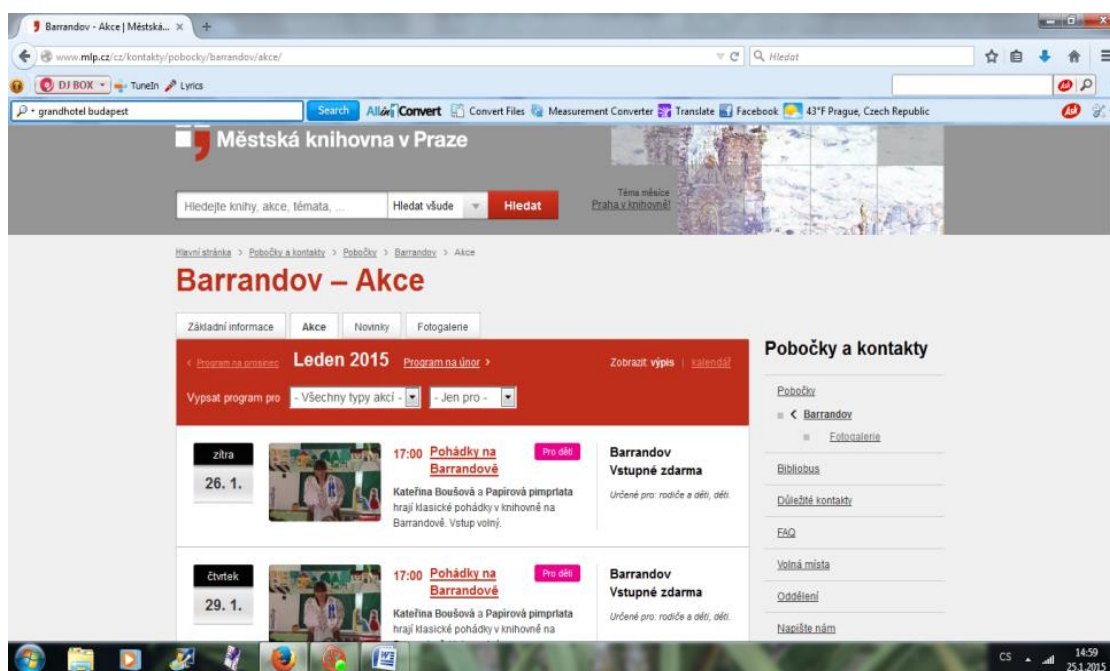 Barrandov - Akce | Městská...
www.mlp.cz/cz/kontakty/pobocky/barrandov/akce/
Hledat
DJ BOX TuneIn Lyrics
grandhotel budapest Search All in 1 Convert Convert Files Measurement Converter Translate Facebook 43°F Prague, Czech Republic
Městská knihovna v Praze
Hledejte knihy, akce, témata, ... Hledat všude Hledat
Téma měsíce
Praha v knihovně!
Hlavní stránka > Pobočky a kontakty > Pobočky > Barrandov > Akce
Barrandov – Akce
Základní informace Akce Novinky Fotogalerie
Program na prosinec Leden 2015 Program na únor Zobrazit výpis | kalendář
Vypsat program pro - Všechny typy akcí - - Jen pro -
zítra
26. 1.
17:00 Pohádky na
Barrandově
Pro děti
Kateřina Boušová a Papírová pimprlata
hrají klasické pohádky v knihovně na
Barrandově. Vstup volný.
Barrandov
Vstupné zdarma
Určené pro: rodiče a děti, děti.
čtvrtek
29. 1.
17:00 Pohádky na
Barrandově
Pro děti
Kateřina Boušová a Papírová pimprlata
hrají klasické pohádky v knihovně na
Barrandov
Vstupné zdarma
Určené pro: rodiče a děti, děti.
Pobočky a kontakty
Pobočky
Barrandov
Fotogalerie
Bibliobus
Důležité kontakty
FAQ
Volná místa
Oddělení
Napište nám
CS
14:59
25.1.2015